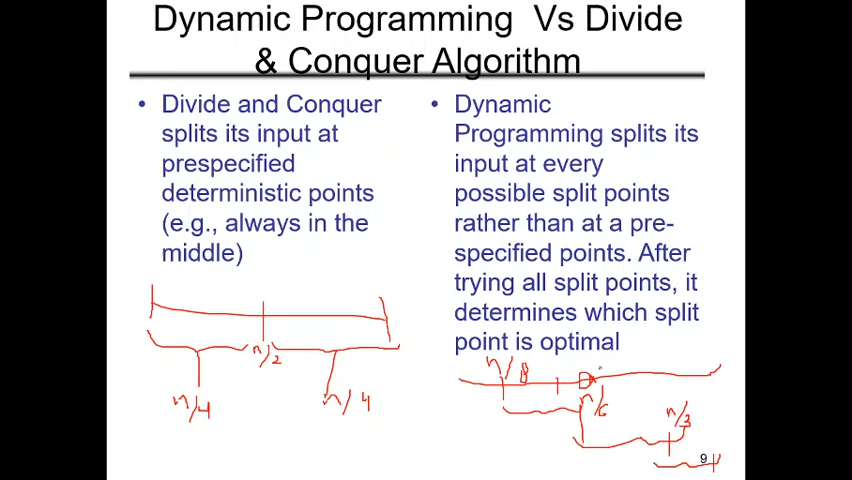 Dynamic Programming Vs Divide
& Conquer Algorithm
• Divide and Conquer
splits its input at
prespecified
deterministic points
(e.g., always in the
middle)
n/2
n/4
n/4
• Dynamic
Programming splits its
input at every
possible split points
rather than at a pre-
specified points. After
trying all split points, it
determines which split
point is optimal
n/8
n/6
n/3
9